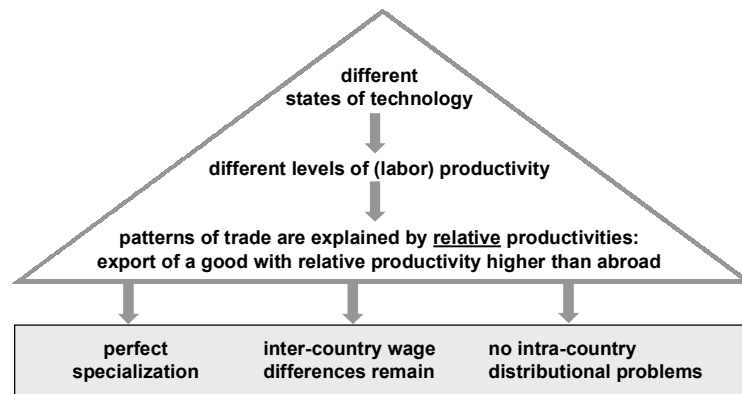 different
states of technology
different levels of (labor) productivity
patterns of trade are explained by relative productivities:
export of a good with relative productivity higher than abroad
perfect
specialization
inter-country wage
differences remain
no intra-country
distributional problems